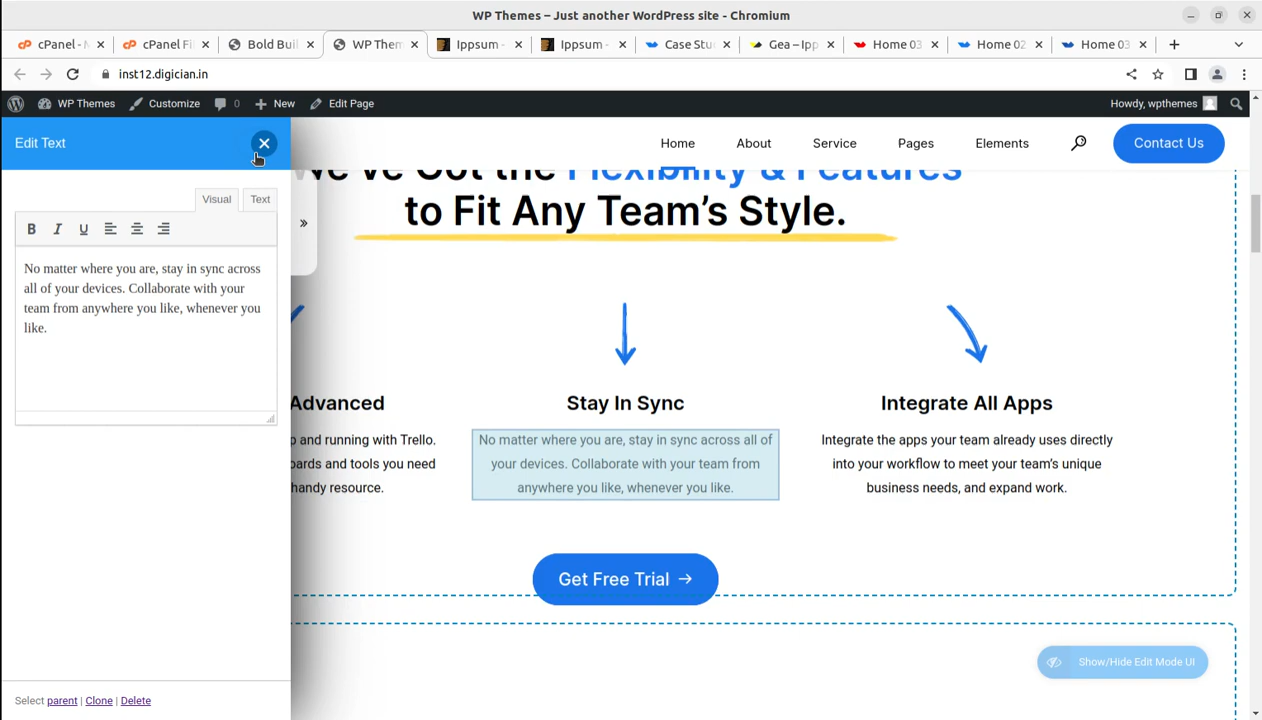 WP Themes – Just another WordPress site - Chromium
cPanel - M
cPanel Fi
Bold Buil
WP Them
Ippsum -
Ippsum -
Case Stu
Gea – Ipp
Home 03
Home 02
Home 03
inst12.digician.in
WP Themes
Customize
0
New
Edit Page
Howdy, wpthemes
Edit Text
Home
About
Service
Pages
Elements
Contact Us
We've Got the Flexibility & Features
to Fit Any Team's Style.
Visual
Text
B I U
No matter where you are, stay in sync across
all of your devices. Collaborate with your
team from anywhere you like, whenever you
like.
Advanced
p and running with Trello.
oards and tools you need
handy resource.
Stay In Sync
No matter where you are, stay in sync across all of
your devices. Collaborate with your team from
anywhere you like, whenever you like.
Integrate All Apps
Integrate the apps your team already uses directly
into your workflow to meet your team's unique
business needs, and expand work.
Get Free Trial →
Show/Hide Edit Mode UI
Select parent | Clone | Delete